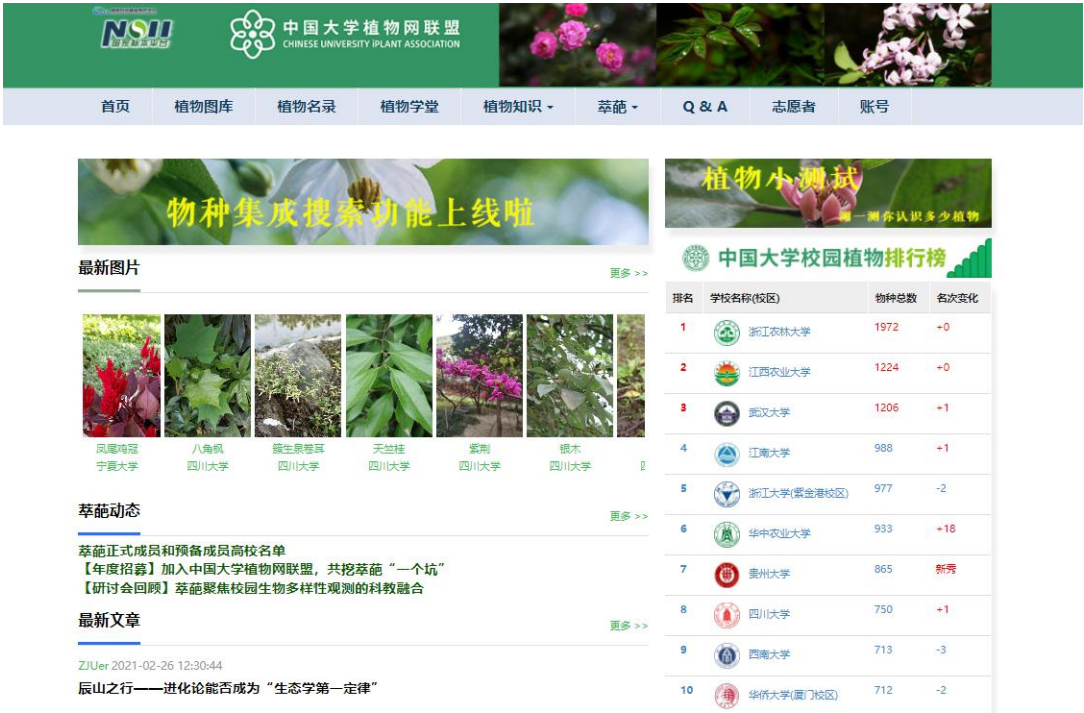 NSII
国家标本平台
中国大学植物网联盟
CHINESE UNIVERSITY iPLANT ASSOCIATION
首页 植物图库 植物名录 植物学堂 植物知识 萃葩 Q & A 志愿者 账号
物种集成搜索功能上线啦
最新图片
更多 >>
凤尾鸡冠 八角枫 簇生泉卷耳 天竺桂 紫荆 银木
宁夏大学 四川大学 四川大学 四川大学 四川大学 四川大学
萃葩动态
更多 >>
萃葩正式成员和预备成员高校名单
【年度招募】加入中国大学植物网联盟，共挖萃葩“一个坑”
【研讨会回顾】萃葩聚焦校园生物多样性观测的科教融合
最新文章
更多 >>
ZJUer 2021-02-26 12:30:44
辰山之行——进化论能否成为“生态学第一定律”
植物小测试
测一测你认识多少植物
中国大学校园植物排行榜
排名 学校名称(校区) 物种总数 名次变化
1 浙江农林大学 1972 +0
2 江西农业大学 1224 +0
3 武汉大学 1206 +1
4 江南大学 988 +1
5 浙江大学(紫金港校区) 977 -2
6 华中农业大学 933 +18
7 贵州大学 865 新秀
8 四川大学 750 +1
9 西南大学 713 -3
10 华侨大学(厦门校区) 712 -2